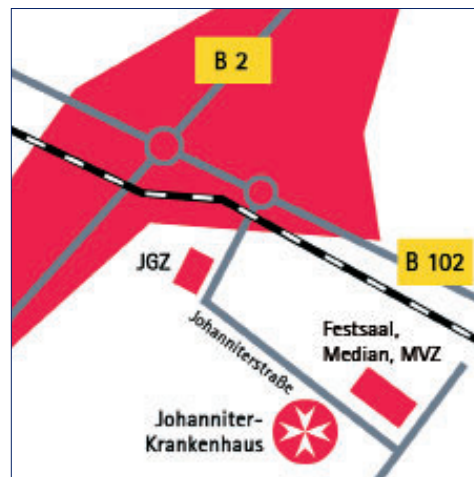 B 2
B 102
JGZ
Johanniterstraße
Festsaal,
Median, MVZ
Johanniter-
Krankenhaus